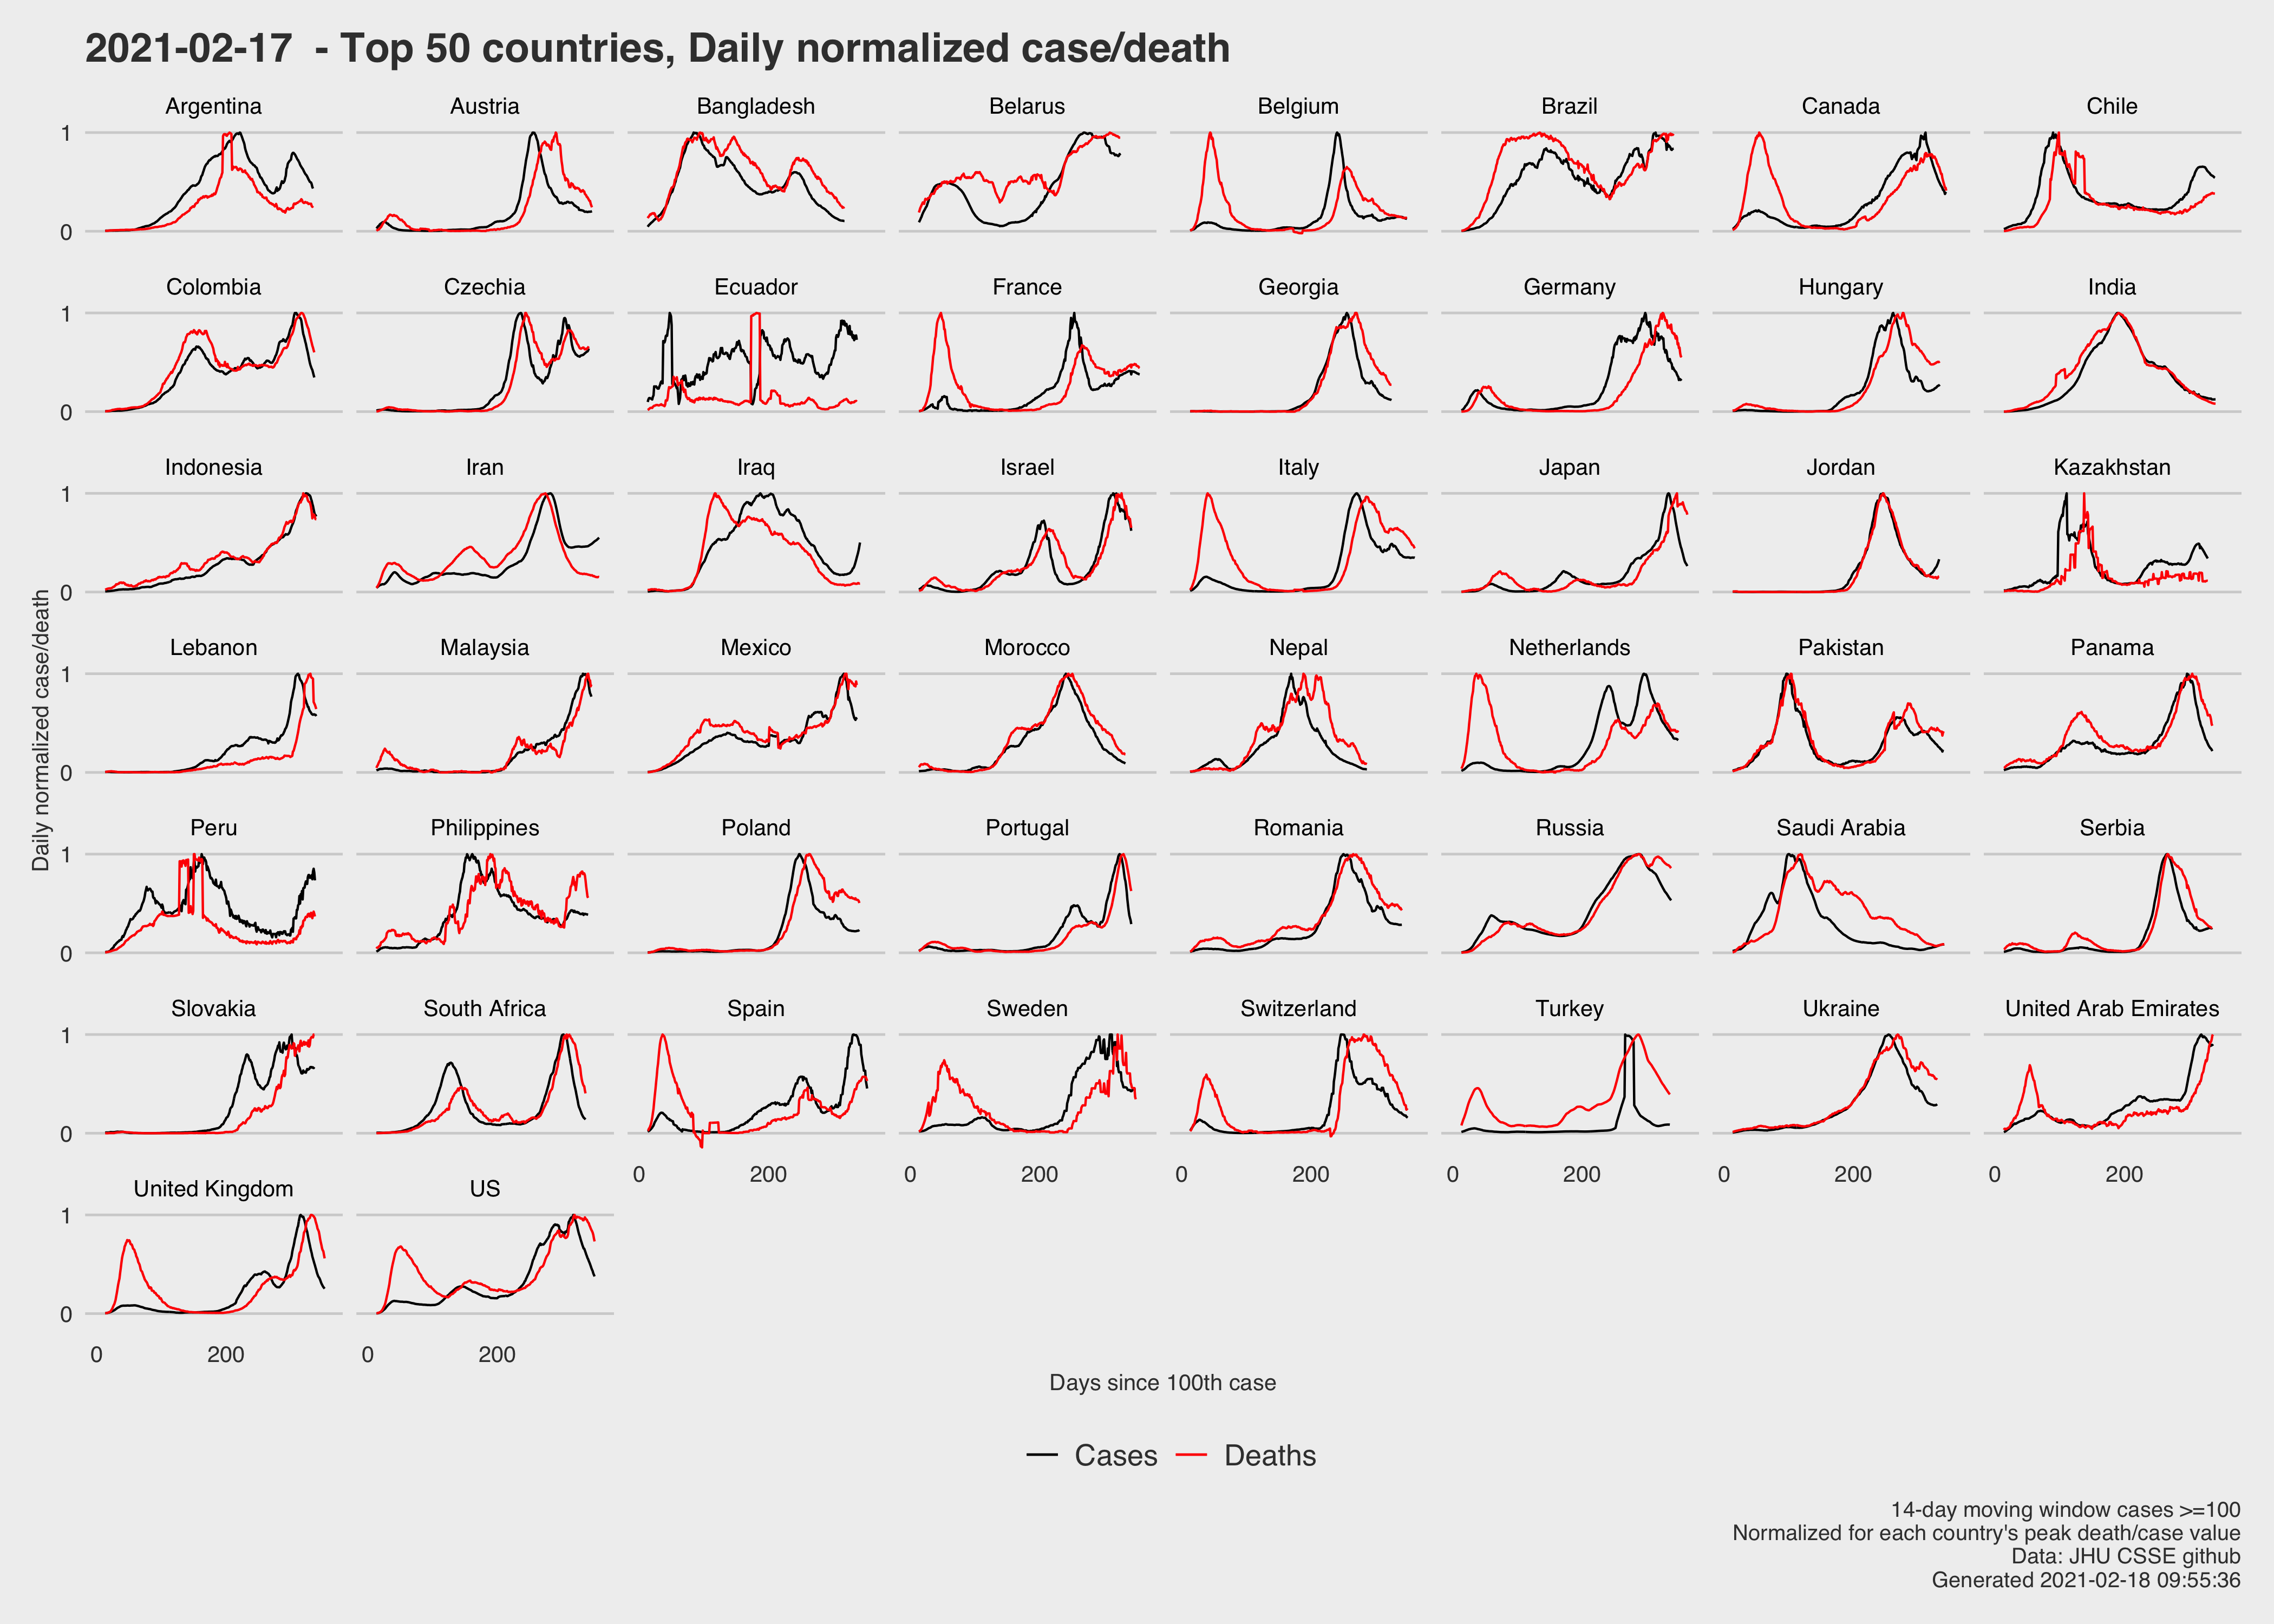 2021-02-17  - Top 50 countries, Daily normalized case/death
Argentina Austria Bangladesh Belarus Belgium Brazil Canada Chile
1
0
Colombia Czechia Ecuador France Georgia Germany Hungary India
1
0
Indonesia Iran Iraq Israel Italy Japan Jordan Kazakhstan
1
0
Daily normalized case/death
Lebanon Malaysia Mexico Morocco Nepal Netherlands Pakistan Panama
1
0
Peru Philippines Poland Portugal Romania Russia Saudi Arabia Serbia
1
0
Slovakia South Africa Spain Sweden Switzerland Turkey Ukraine United Arab Emirates
1
0
0 200 0 200 0 200 0 200 0 200 0 200
United Kingdom US
1
0
0 200 0 200
Days since 100th case
Cases Deaths
14-day moving window cases >=100
Normalized for each country's peak death/case value
Data: JHU CSSE github
Generated 2021-02-18 09:55:36